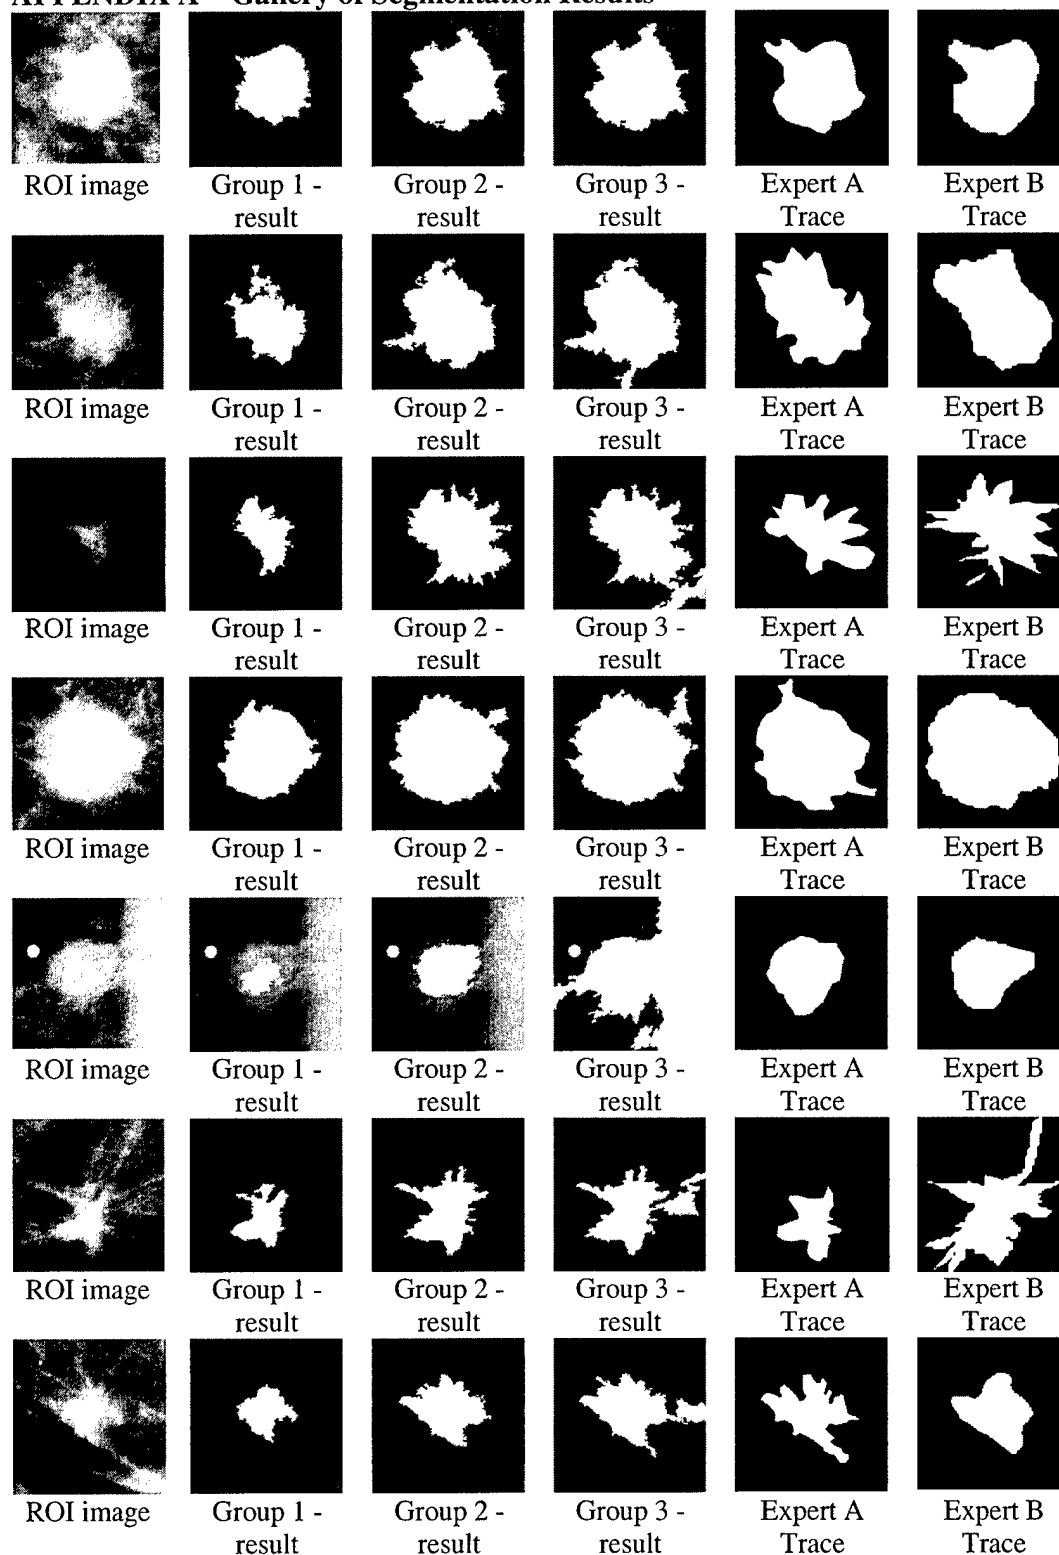 APPENDIX A – Gallery of Segmentation Results
ROI image Group 1 - Group 2 - Group 3 - Expert A Expert B
result result result Trace Trace
ROI image Group 1 - Group 2 - Group 3 - Expert A Expert B
result result result Trace Trace
ROI image Group 1 - Group 2 - Group 3 - Expert A Expert B
result result result Trace Trace
ROI image Group 1 - Group 2 - Group 3 - Expert A Expert B
result result result Trace Trace
ROI image Group 1 - Group 2 - Group 3 - Expert A Expert B
result result result Trace Trace
ROI image Group 1 - Group 2 - Group 3 - Expert A Expert B
result result result Trace Trace
ROI image Group 1 - Group 2 - Group 3 - Expert A Expert B
result result result Trace Trace